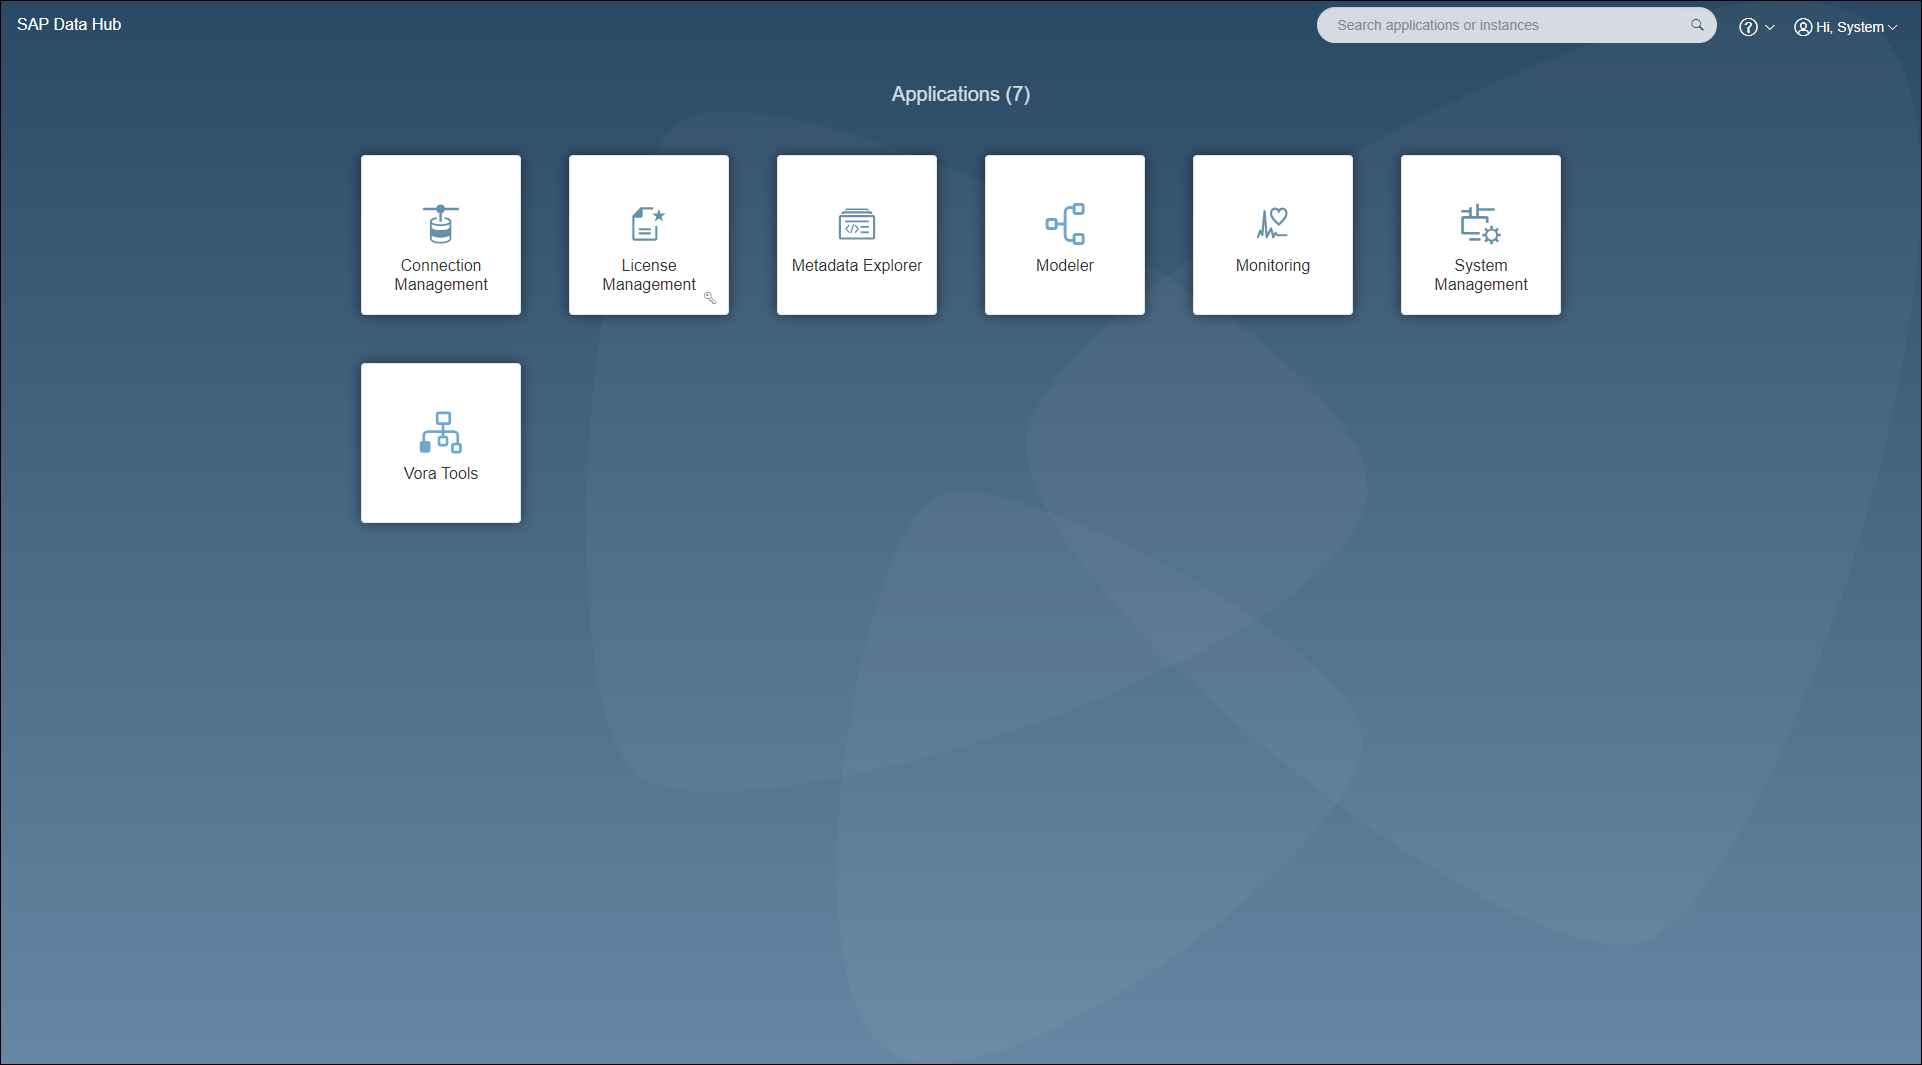 SAP Data Hub
Search applications or instances
Hi, System
Applications (7)
Connection
Management
License
Management
Metadata Explorer
Modeler
Monitoring
System
Management
Vora Tools